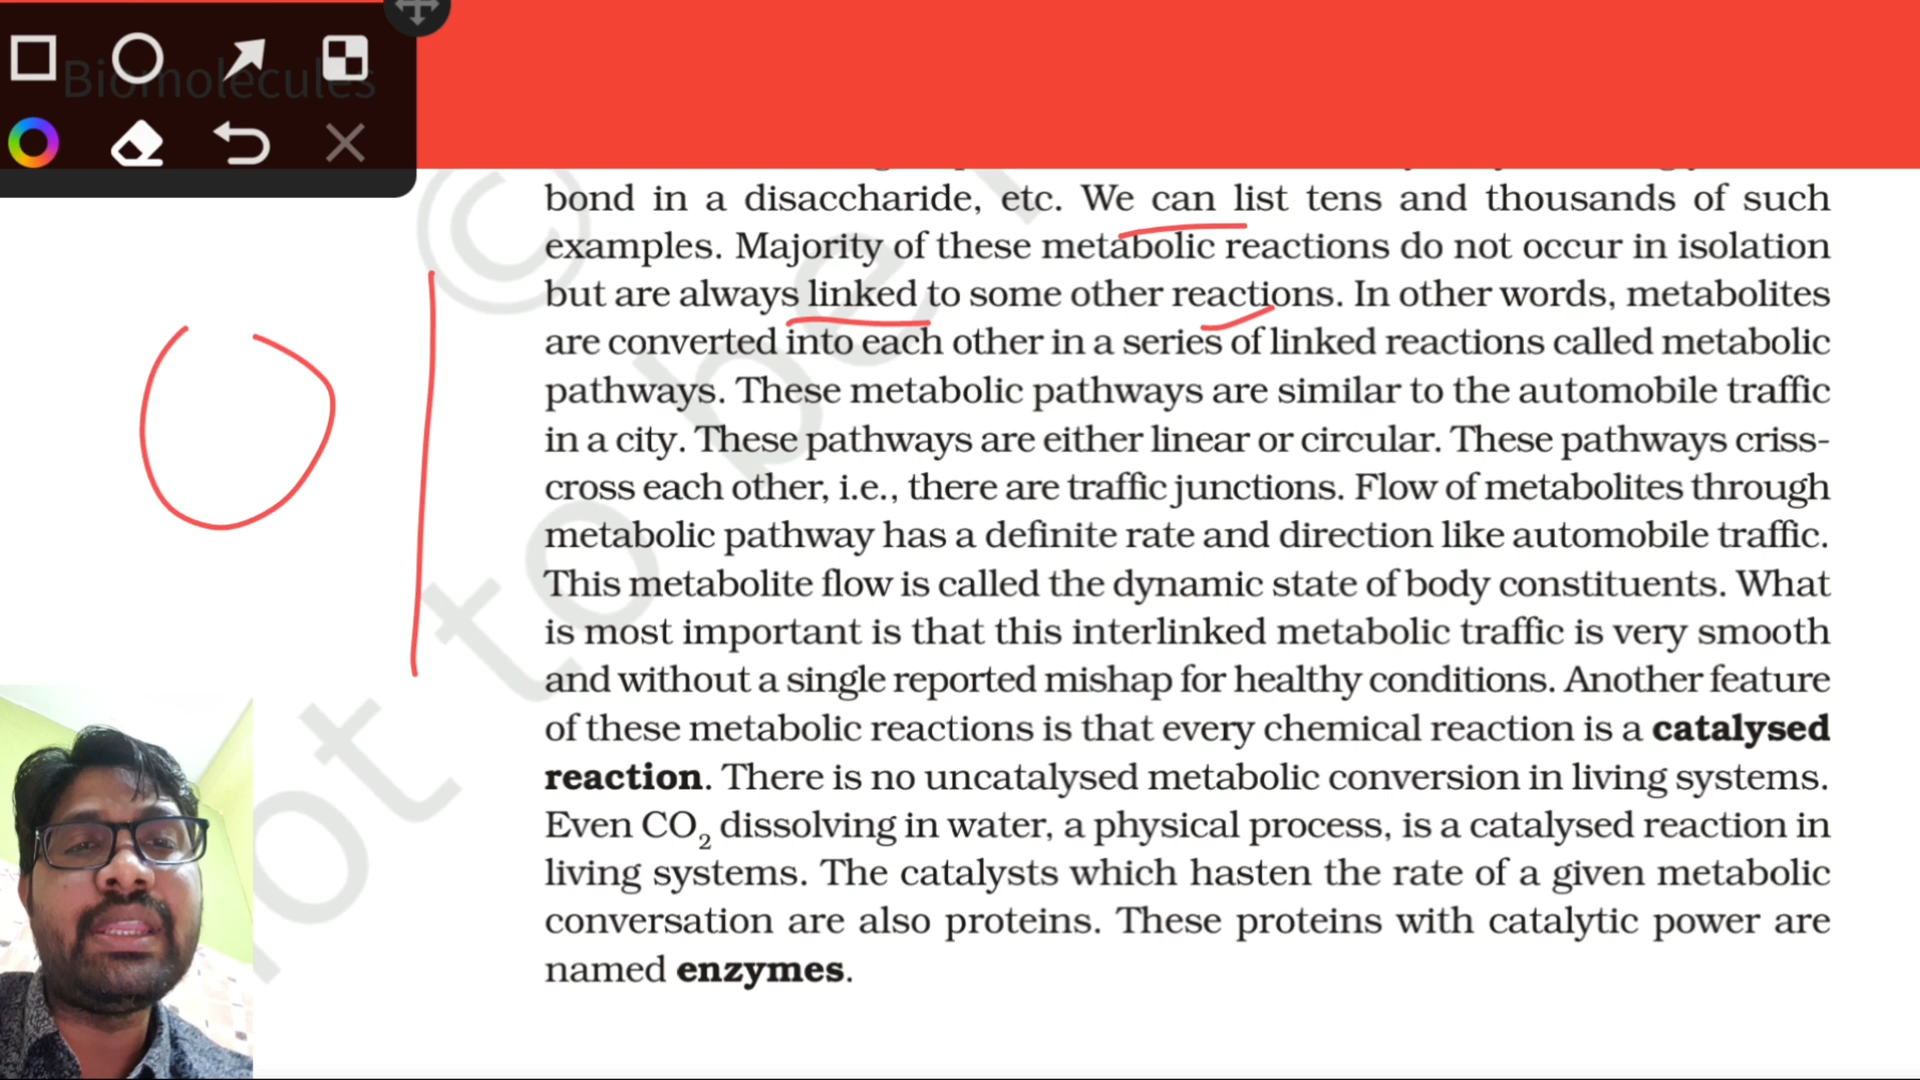 Biomolecules
bond in a disaccharide, etc. We can list tens and thousands of such
examples. Majority of these metabolic reactions do not occur in isolation
but are always linked to some other reactions. In other words, metabolites
are converted into each other in a series of linked reactions called metabolic
pathways. These metabolic pathways are similar to the automobile traffic
in a city. These pathways are either linear or circular. These pathways criss-
cross each other, i.e., there are traffic junctions. Flow of metabolites through
metabolic pathway has a definite rate and direction like automobile traffic.
This metabolite flow is called the dynamic state of body constituents. What
is most important is that this interlinked metabolic traffic is very smooth
and without a single reported mishap for healthy conditions. Another feature
of these metabolic reactions is that every chemical reaction is a catalysed
reaction. There is no uncatalysed metabolic conversion in living systems.
Even CO₂ dissolving in water, a physical process, is a catalysed reaction in
living systems. The catalysts which hasten the rate of a given metabolic
conversation are also proteins. These proteins with catalytic power are
named enzymes.
© not to be r